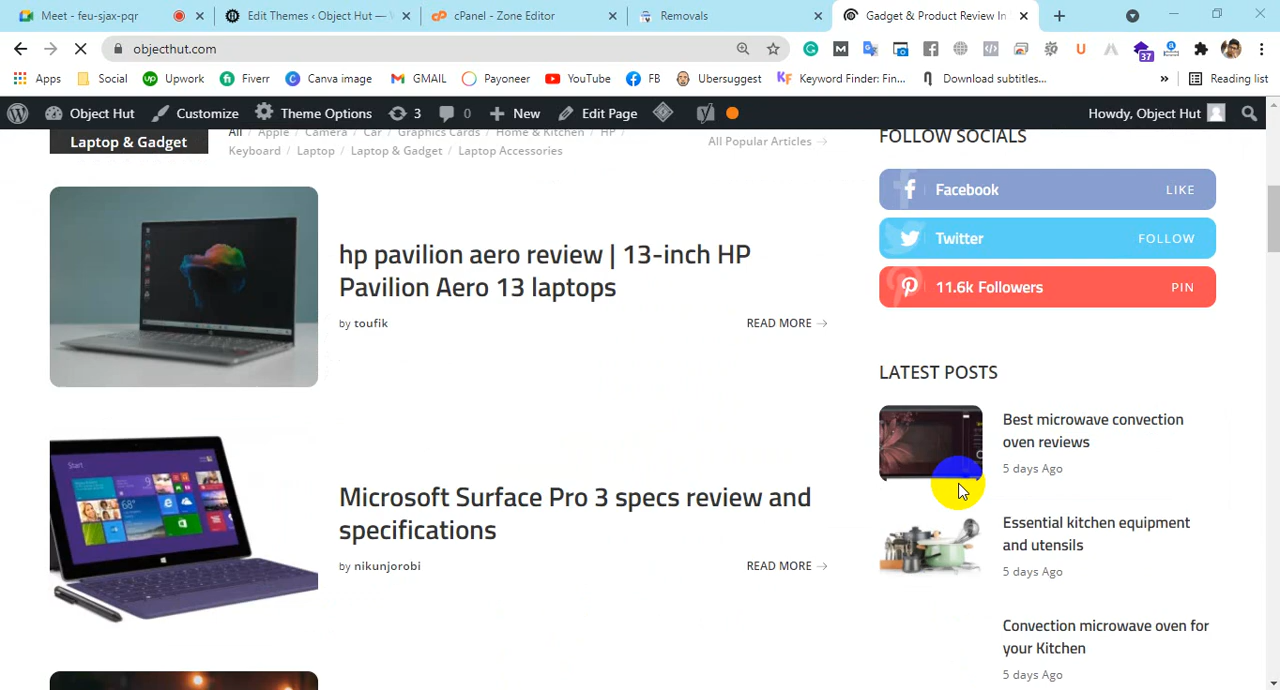 Meet - feu-sjax-pqr
Edit Themes ‹ Object Hut — W
cPanel - Zone Editor
Removals
Gadget & Product Review In
objecthut.com
Apps
Social
Upwork
Fiverr
Canva image
GMAIL
Payoneer
YouTube
FB
Ubersuggest
Keyword Finder: Fin...
Download subtitles...
»
Reading list
37
Object Hut
Customize
Theme Options
3
0
New
Edit Page
Howdy, Object Hut
Laptop & Gadget
All / Apple / Camera / Car / Graphics Cards / Home & Kitchen / HP /
Keyboard / Laptop / Laptop & Gadget / Laptop Accessories
All Popular Articles →
hp pavilion aero review | 13-inch HP
Pavilion Aero 13 laptops
by toufik
READ MORE →
Start
Microsoft Surface Pro 3 specs review and
specifications
by nikunjorobi
READ MORE →
FOLLOW SOCIALS
Facebook LIKE
Twitter FOLLOW
11.6k Followers PIN
LATEST POSTS
Best microwave convection
oven reviews
5 days Ago
Essential kitchen equipment
and utensils
5 days Ago
Convection microwave oven for
your Kitchen
5 days Ago